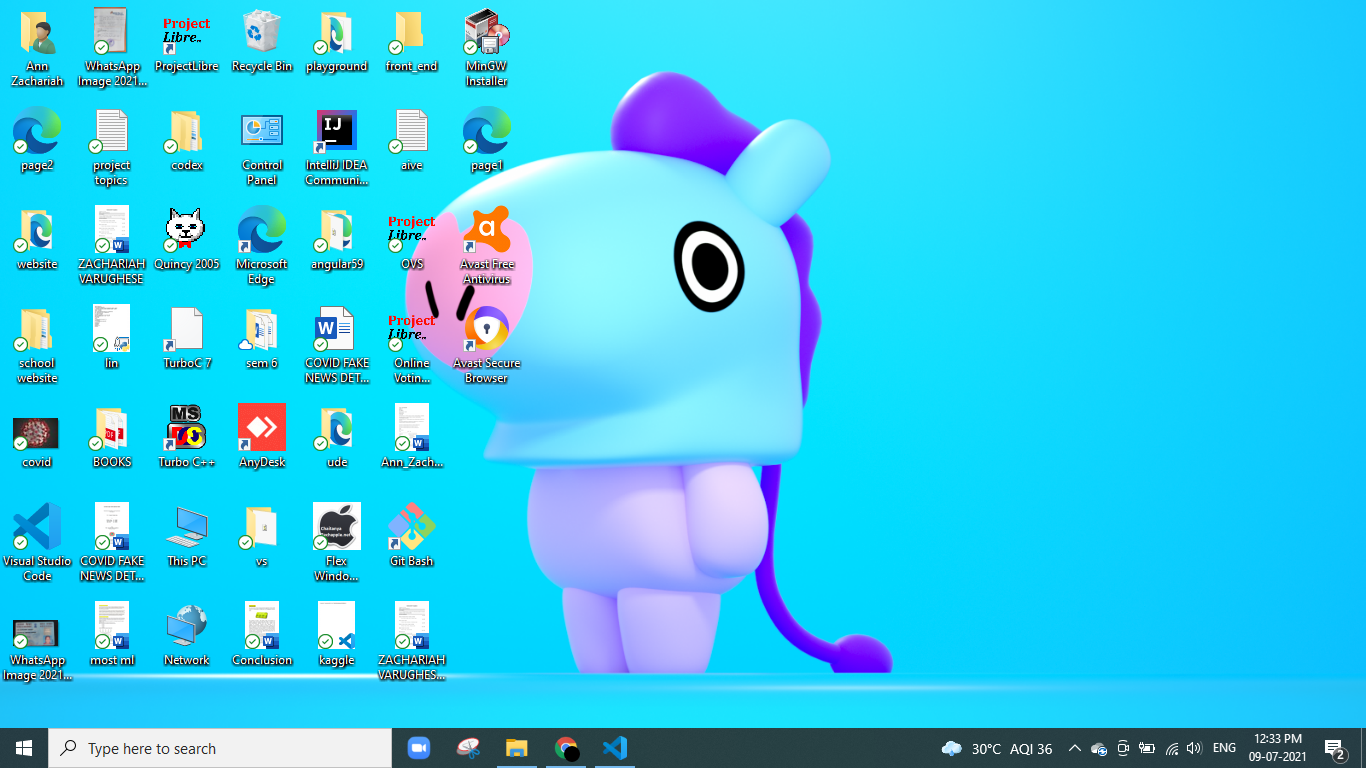 Ann
Zachariah
WhatsApp
Image 2021...
Project
Libre..
ProjectLibre
Recycle Bin
playground
front_end
MinGW
Installer
page2
project
topics
codex
Control
Panel
IJ
IntelliJ IDEA
Communi...
aive
page1
website
ZACHARIAH
VARUGHESE
Quincy 2005
Microsoft
Edge
angular59
Project
Libre..
OVS
a
Avast Free
Antivirus
school
website
lin
TurboC 7
sem 6
W
COVID FAKE
NEWS DET...
Project
Libre..
Online
Votin...
Avast Secure
Browser
covid
BOOKS
MS
Turbo C++
AnyDesk
ude
Ann_Zach...
Visual Studio
Code
COVID FAKE
NEWS DET...
This PC
vs
Chaitanya
Flex
Windo...
Git Bash
WhatsApp
Image 2021...
most ml
Network
Conclusion
kaggle
ZACHARIAH
VARUGHES...
Type here to search
30°C AQI 36
ENG
12:33 PM
09-07-2021
2